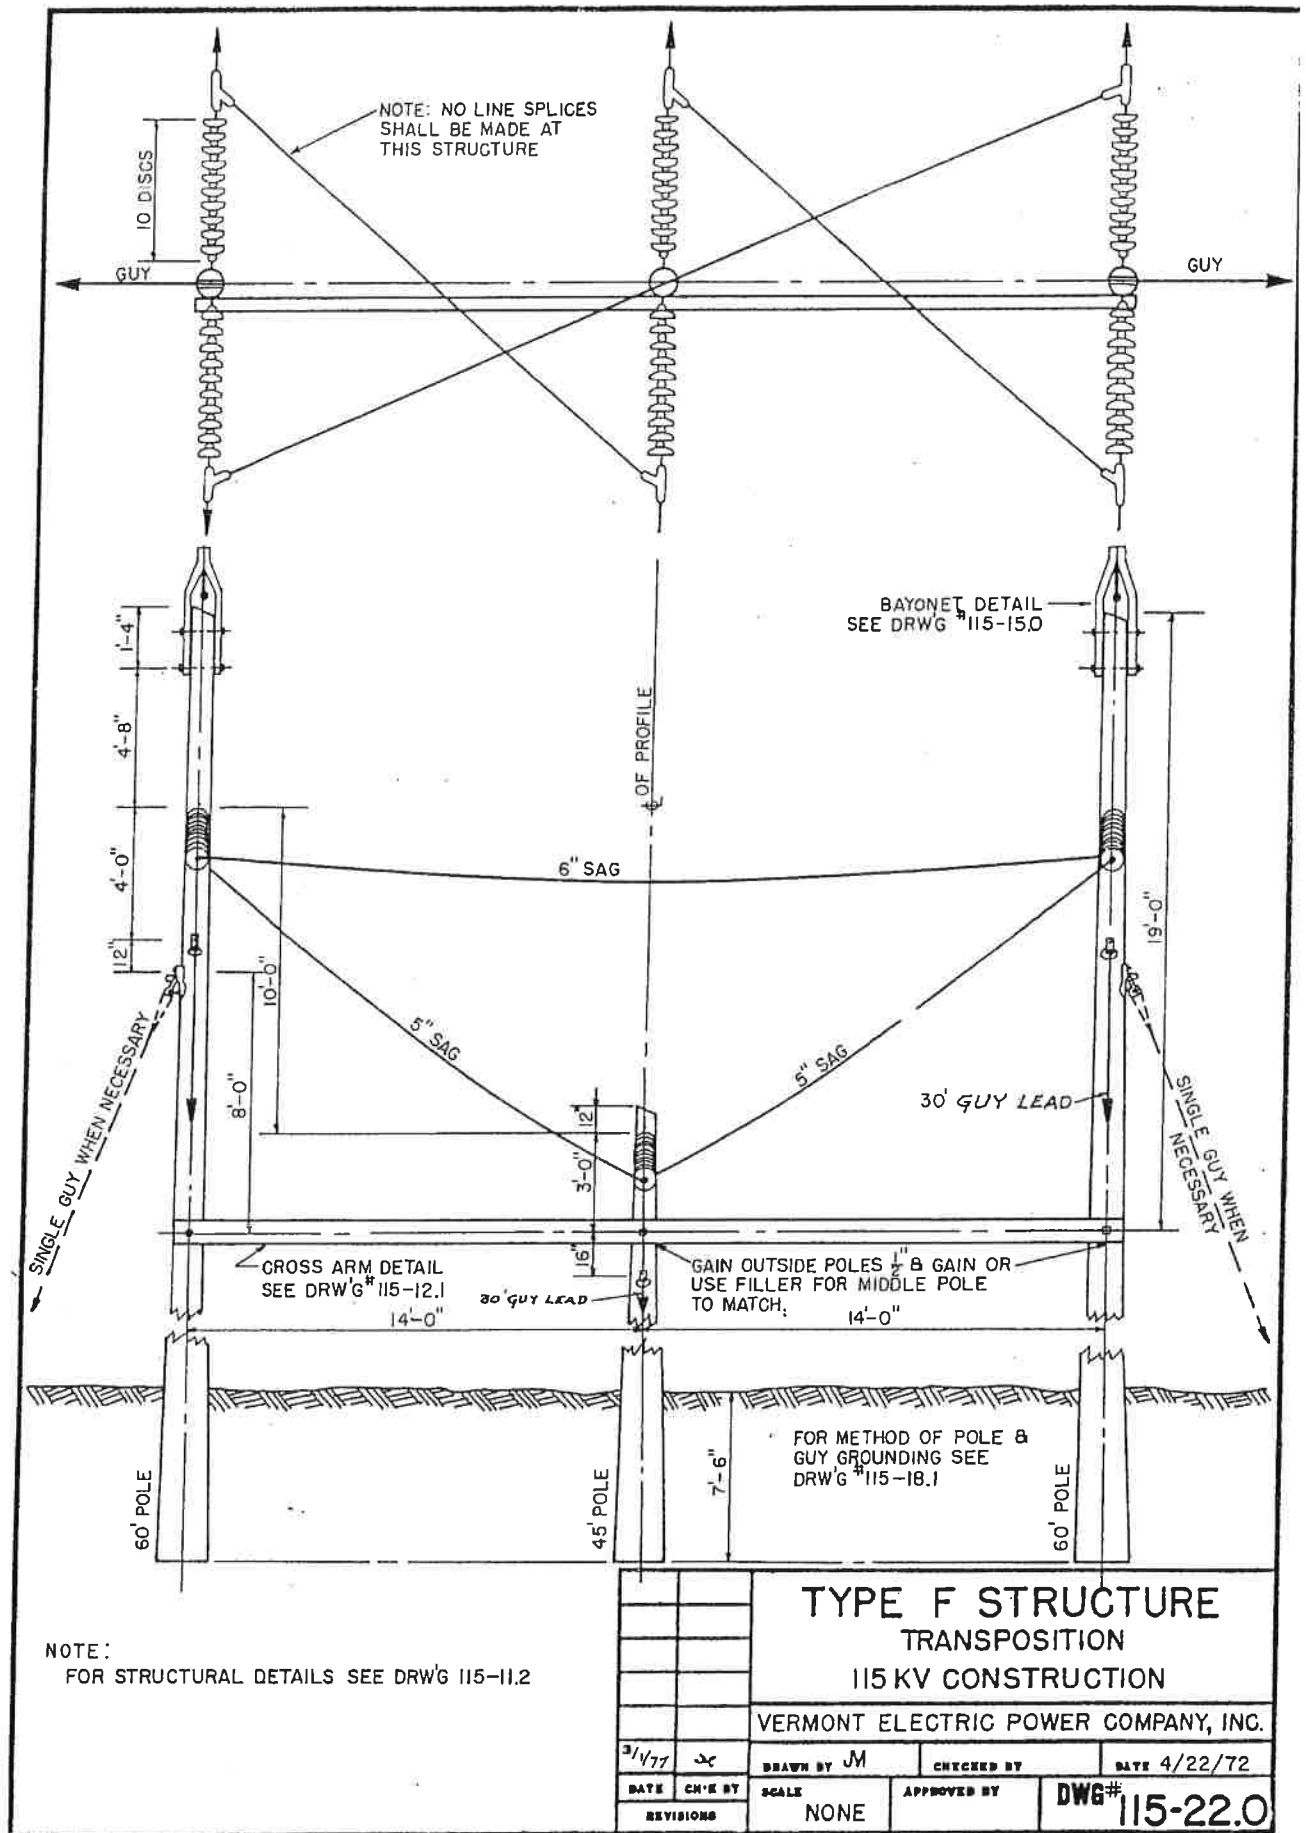 NOTE: NO LINE SPLICES
SHALL BE MADE AT
THIS STRUCTURE
10 DISCS
GUY
GUY
BAYONET DETAIL
SEE DRW'G #115-15.0
1'-4"
4'-8"
4'-0"
12"
OF PROFILE
6" SAG
19'-0"
10'-0"
5" SAG
5" SAG
8'-0"
12"
3'-0"
16"
30' GUY LEAD
SINGLE GUY WHEN NECESSARY
SINGLE GUY WHEN
NECESSARY
CROSS ARM DETAIL
SEE DRW'G #115-12.1
30' GUY LEAD
GAIN OUTSIDE POLES 1/2" & GAIN OR
USE FILLER FOR MIDDLE POLE
TO MATCH.
14'-0"
14'-0"
FOR METHOD OF POLE &
GUY GROUNDING SEE
DRW'G #115-18.1
7'-6"
60' POLE
45' POLE
60' POLE
NOTE:
FOR STRUCTURAL DETAILS SEE DRW'G 115-11.2
TYPE F STRUCTURE
TRANSPOSITION
115 KV CONSTRUCTION
VERMONT ELECTRIC POWER COMPANY, INC.
3/1/77
DRAWN BY JM
CHECKED BY
DATE 4/22/72
DATE
CH'K BY
REVISIONS
SCALE
NONE
APPROVED BY
DWG# 115-22.0